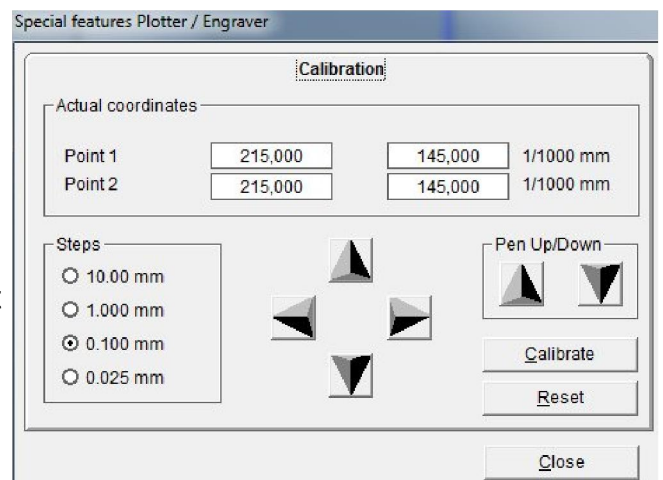 Special features Plotter / Engraver
Calibration
Actual coordinates
Point 1 215,000 145,000 1/1000 mm
Point 2 215,000 145,000 1/1000 mm
Steps
10.00 mm
1.000 mm
0.100 mm
0.025 mm
Pen Up/Down
Calibrate
Reset
Close